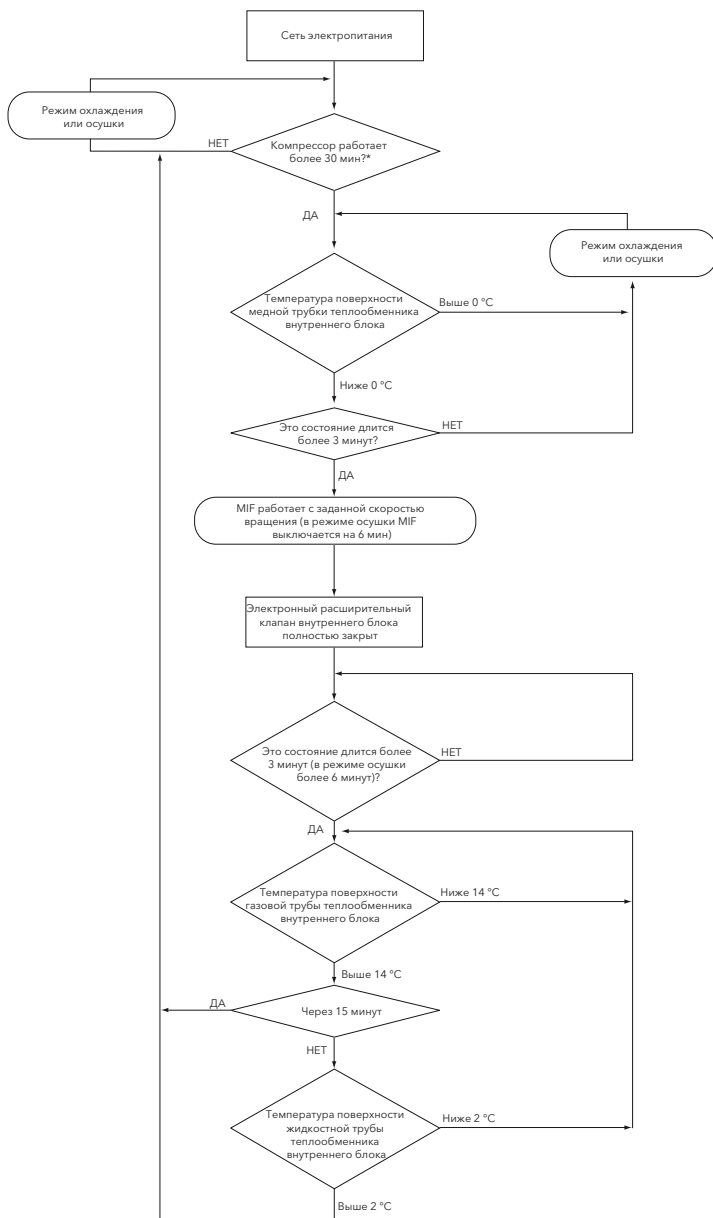 Сеть электропитания
Режим охлаждения
или осушки
НЕТ
Компрессор работает
более 30 мин?*
ДА
Режим охлаждения
или осушки
Температура поверхности
медной трубки теплообменника
внутреннего блока
Выше 0 °C
Ниже 0 °C
Это состояние длится
более 3 минут?
НЕТ
ДА
MIF работает с заданной скоростью
вращения (в режиме осушки MIF
выключается на 6 мин)
Электронный расширительный
клапан внутреннего блока
полностью закрыт
Это состояние длится более
3 минут (в режиме осушки
более 6 минут)?
НЕТ
ДА
Температура поверхности
газовой трубы теплообменника
внутреннего блока
Ниже 14 °C
Выше 14 °C
ДА
Через 15 минут
НЕТ
Температура поверхности
жидкостной трубы
теплообменника
внутреннего блока
Ниже 2 °C
Выше 2 °C